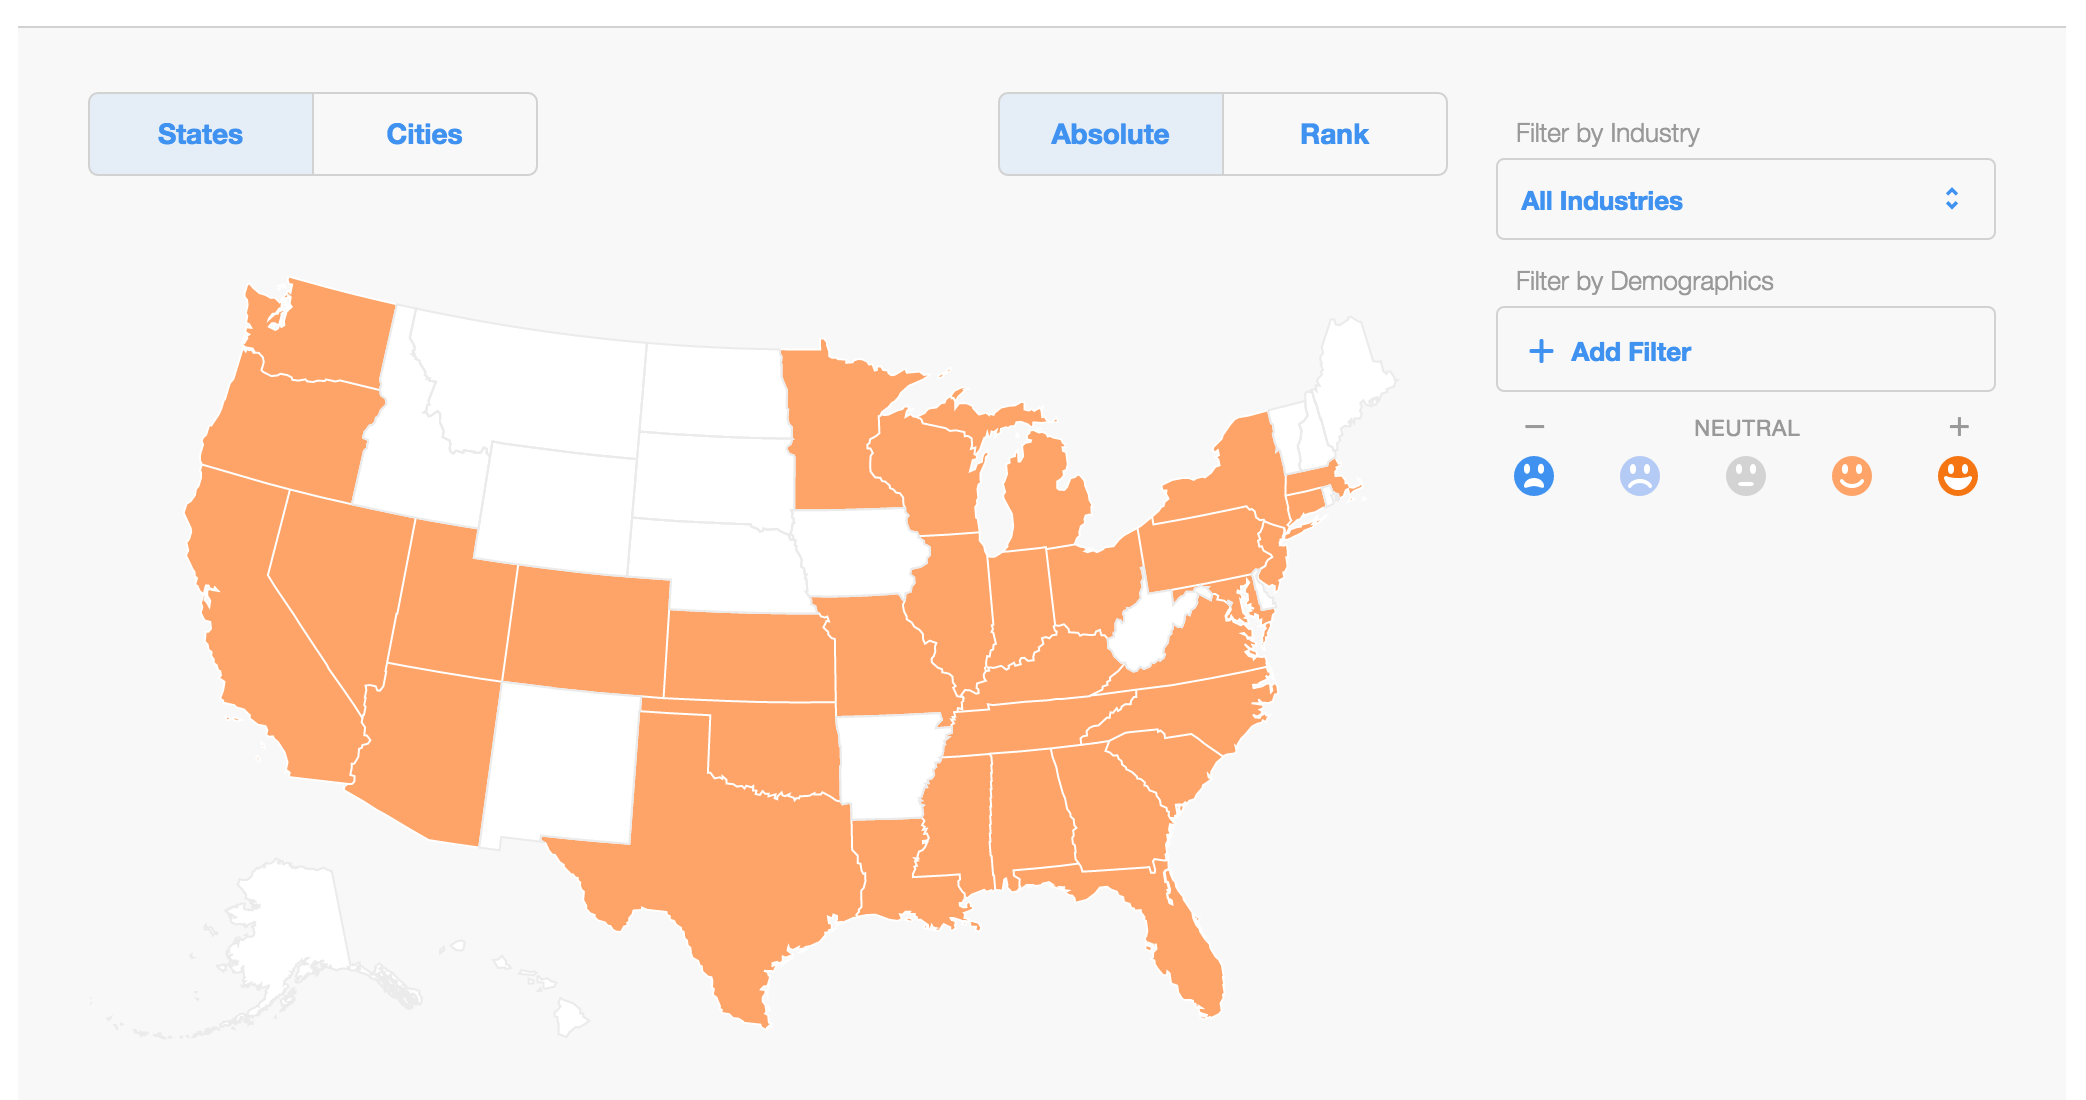 States
Cities
Absolute
Rank
Filter by Industry
All Industries
Filter by Demographics
+ Add Filter
− NEUTRAL +